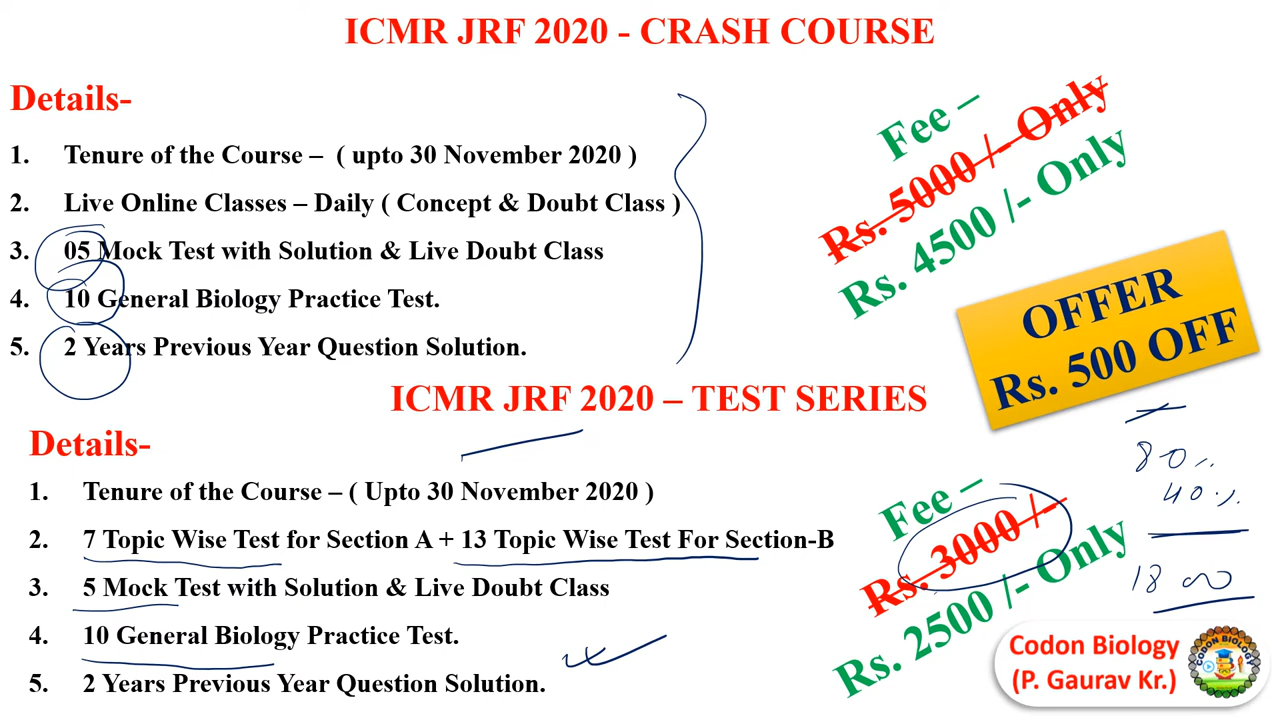 ICMR JRF 2020 - CRASH COURSE
Details-
1. Tenure of the Course – ( upto 30 November 2020 )
2. Live Online Classes – Daily ( Concept & Doubt Class )
3. 05 Mock Test with Solution & Live Doubt Class
4. 10 General Biology Practice Test.
5. 2 Years Previous Year Question Solution.
Fee –
Rs. 5000 /- Only
Rs. 4500 /- Only
OFFER
Rs. 500 OFF
ICMR JRF 2020 – TEST SERIES
Details-
1. Tenure of the Course – ( Upto 30 November 2020 )
2. 7 Topic Wise Test for Section A + 13 Topic Wise Test For Section-B
3. 5 Mock Test with Solution & Live Doubt Class
4. 10 General Biology Practice Test.
5. 2 Years Previous Year Question Solution.
Fee –
Rs. 3000 /-
Rs. 2500 /- Only
80%
40%
1800
Codon Biology
(P. Gaurav Kr.)
CODON BIOLOGY